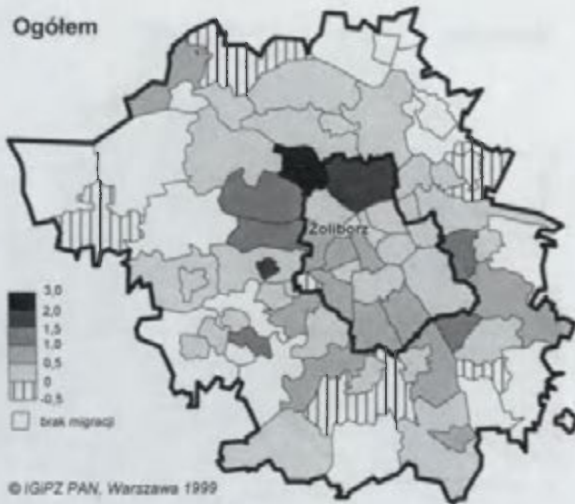 Ogółem
Żoliborz
3,0
2,0
1,5
1,0
0,5
0
-0,5
brak migracji
© IGiPZ PAN, Warszawa 1999